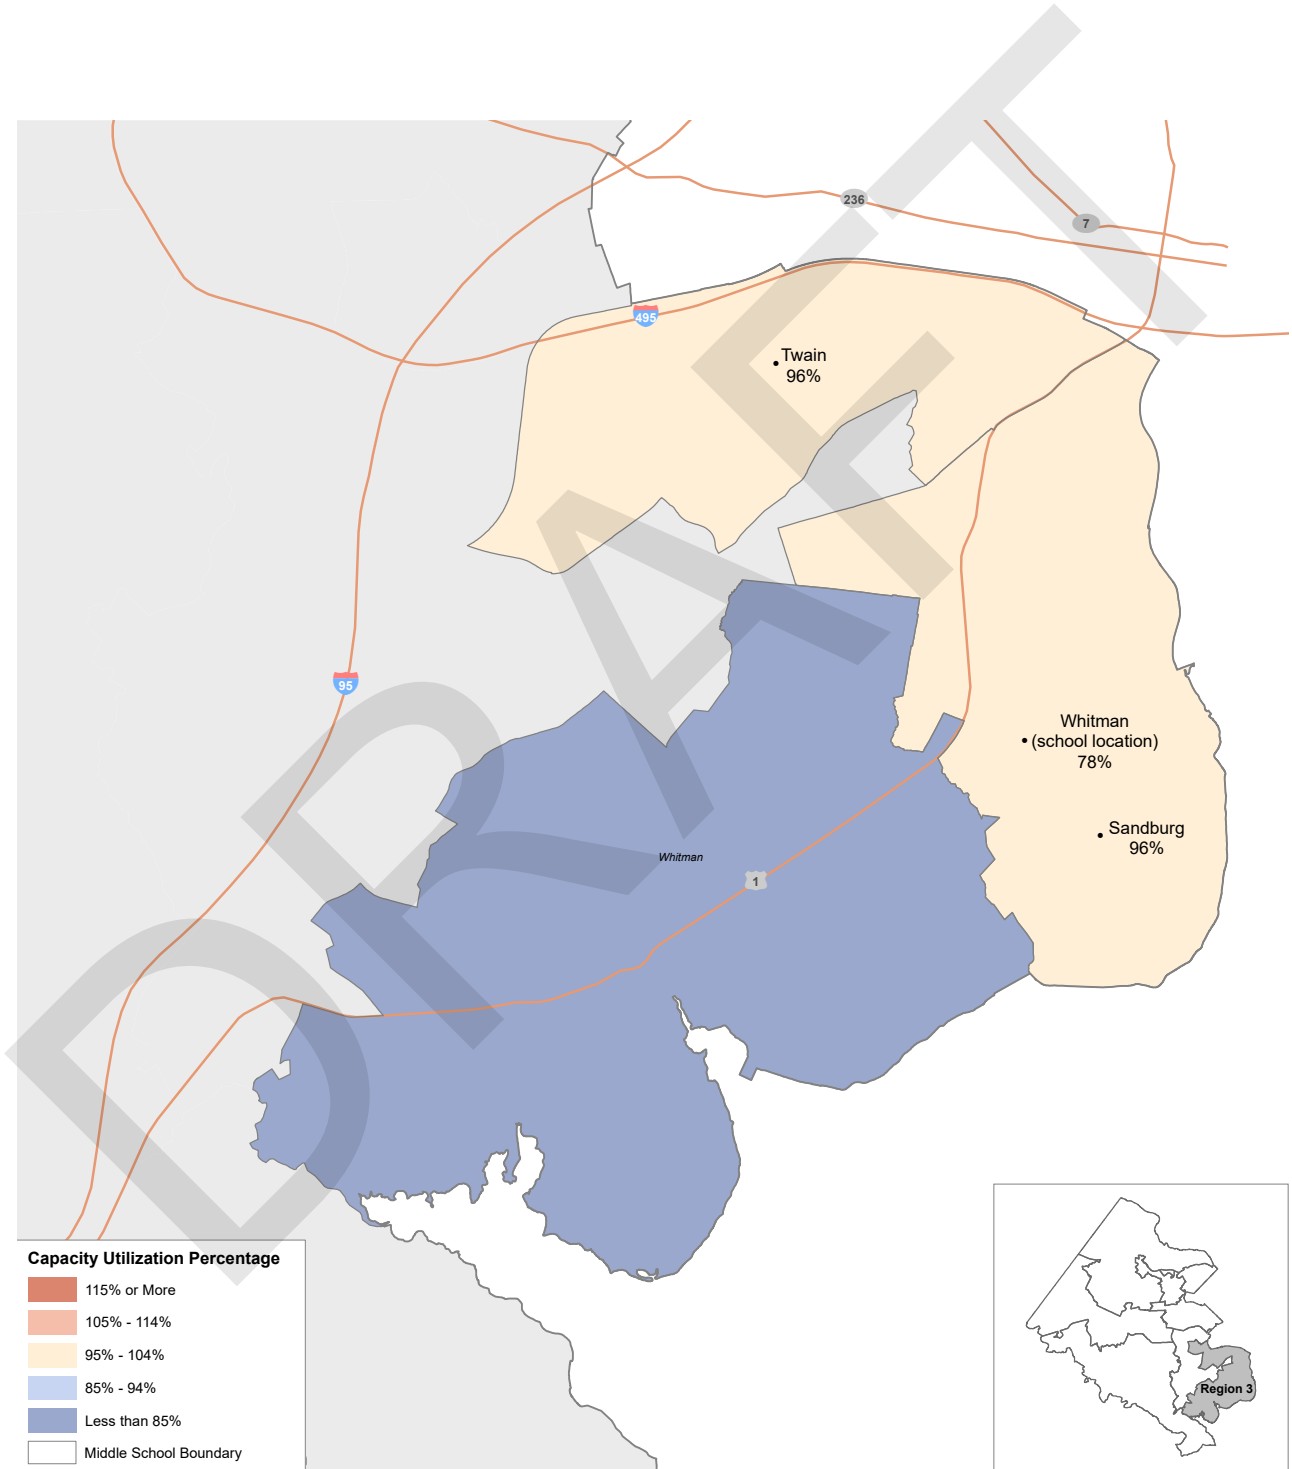 236
7
495
Twain
96%
95
Whitman
(school location)
78%
Sandburg
96%
Whitman
1
DRAFT
Capacity Utilization Percentage
115% or More
105% - 114%
95% - 104%
85% - 94%
Less than 85%
Middle School Boundary
Region 3